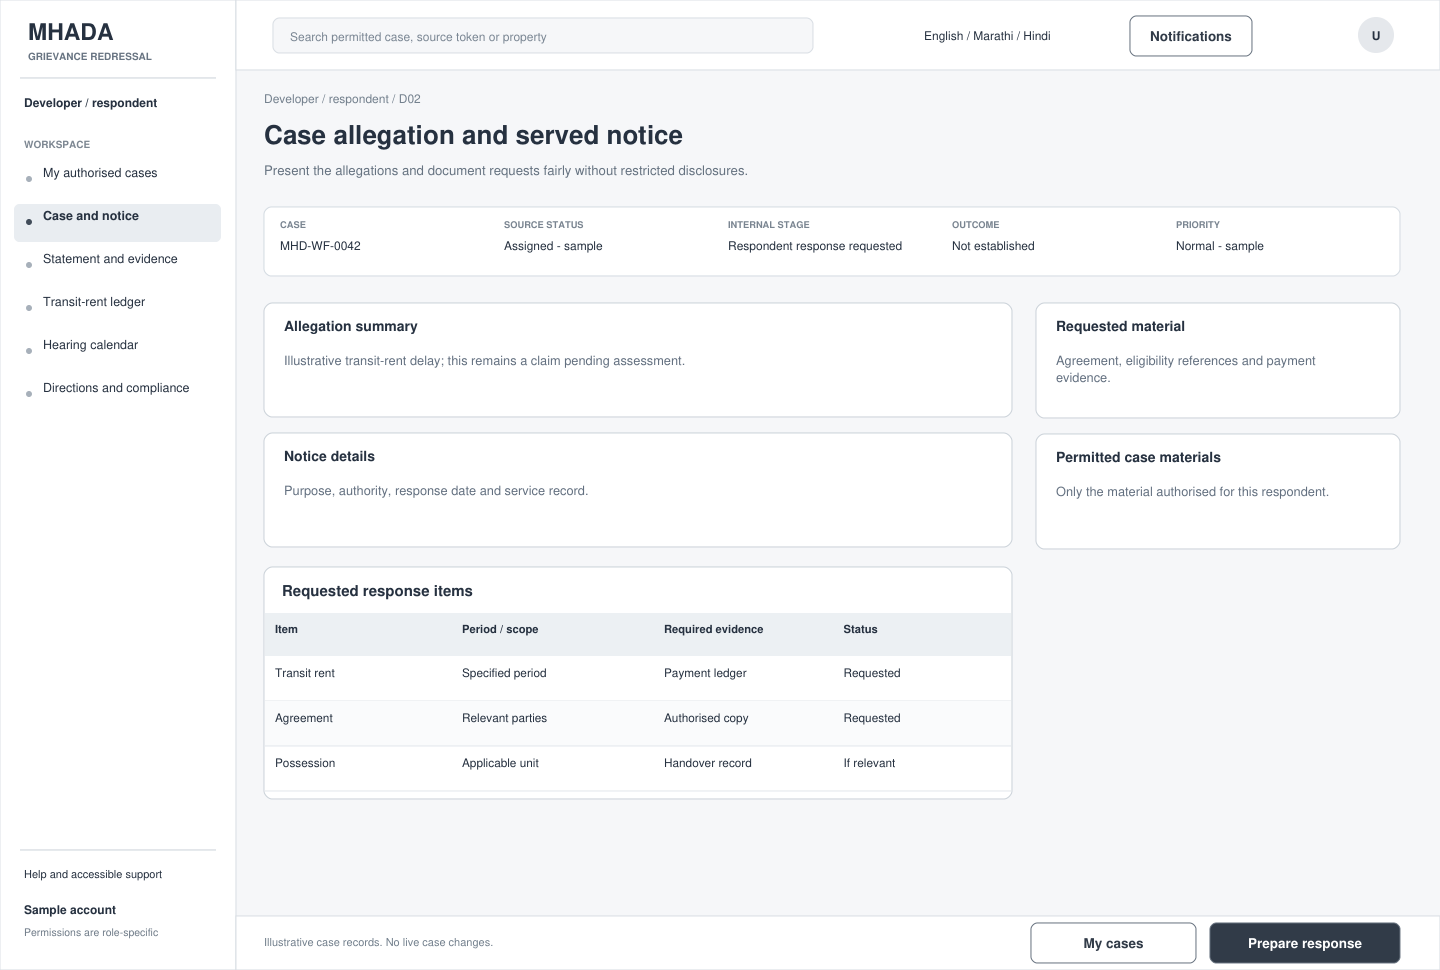 MHADA
GRIEVANCE REDRESSAL
Developer / respondent
WORKSPACE
My authorised cases
Case and notice
Statement and evidence
Transit-rent ledger
Hearing calendar
Directions and compliance
Help and accessible support
Sample account
Permissions are role-specific
Search permitted case, source token or property
English / Marathi / Hindi
Notifications
U
Developer / respondent / D02
Case allegation and served notice
Present the allegations and document requests fairly without restricted disclosures.
CASE
MHD-WF-0042
SOURCE STATUS
Assigned - sample
INTERNAL STAGE
Respondent response requested
OUTCOME
Not established
PRIORITY
Normal - sample
Allegation summary
Illustrative transit-rent delay; this remains a claim pending assessment.
Requested material
Agreement, eligibility references and payment
evidence.
Notice details
Purpose, authority, response date and service record.
Permitted case materials
Only the material authorised for this respondent.
Requested response items
Item Period / scope Required evidence Status
Transit rent Specified period Payment ledger Requested
Agreement Relevant parties Authorised copy Requested
Possession Applicable unit Handover record If relevant
Illustrative case records. No live case changes.
My cases
Prepare response